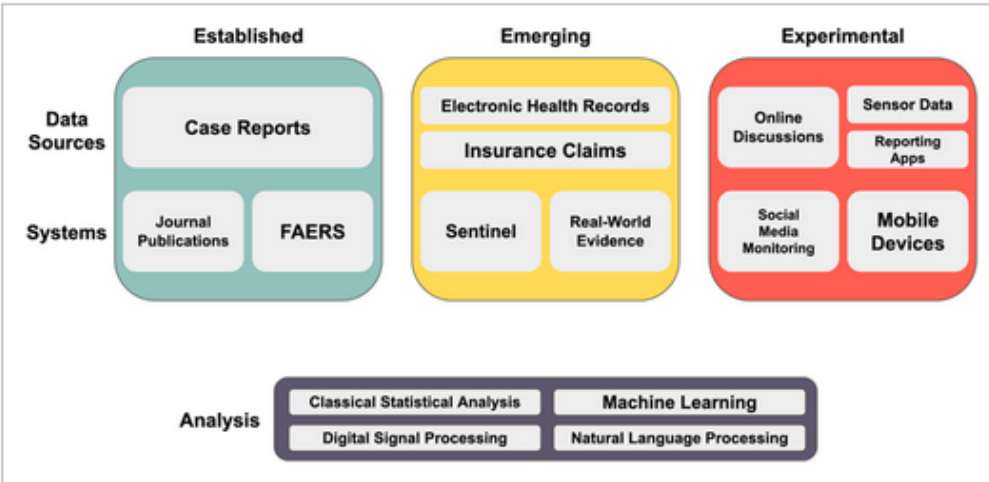 Established
Emerging
Experimental
Data
Sources
Case Reports
Electronic Health Records
Insurance Claims
Online
Discussions
Sensor Data
Reporting
Apps
Systems
Journal
Publications
FAERS
Sentinel
Real-World
Evidence
Social
Media
Monitoring
Mobile
Devices
Analysis
Classical Statistical Analysis
Machine Learning
Digital Signal Processing
Natural Language Processing